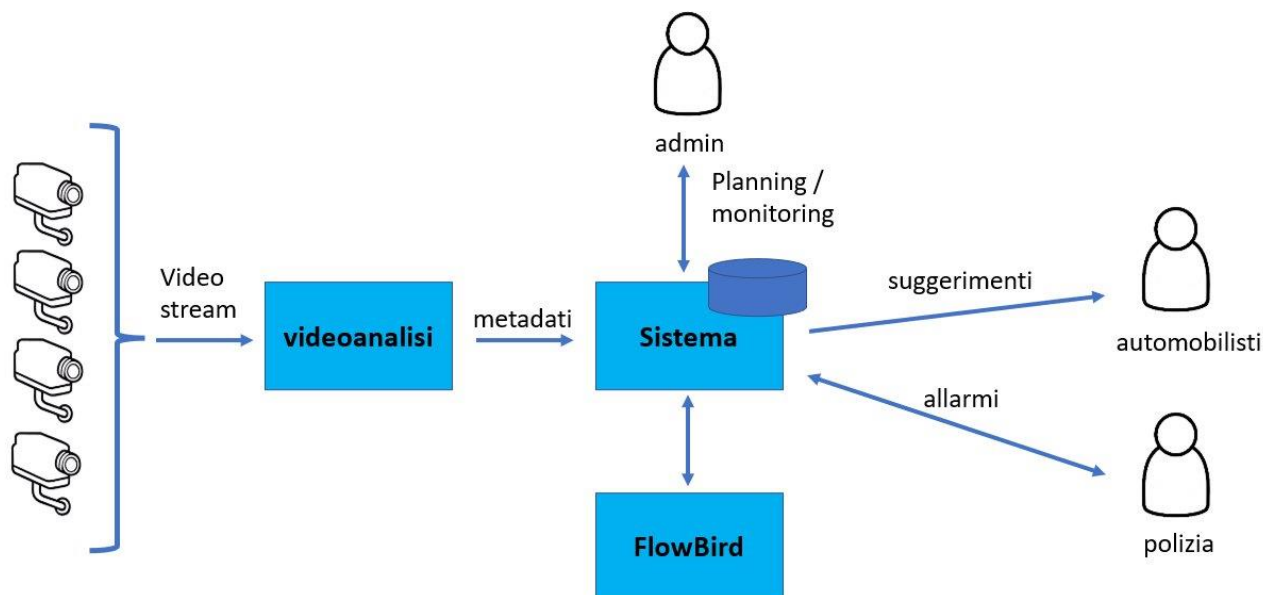 admin
Planning /
monitoring
Video
stream
videoanalisi
metadati
Sistema
suggerimenti
automobilisti
allarmi
FlowBird
polizia